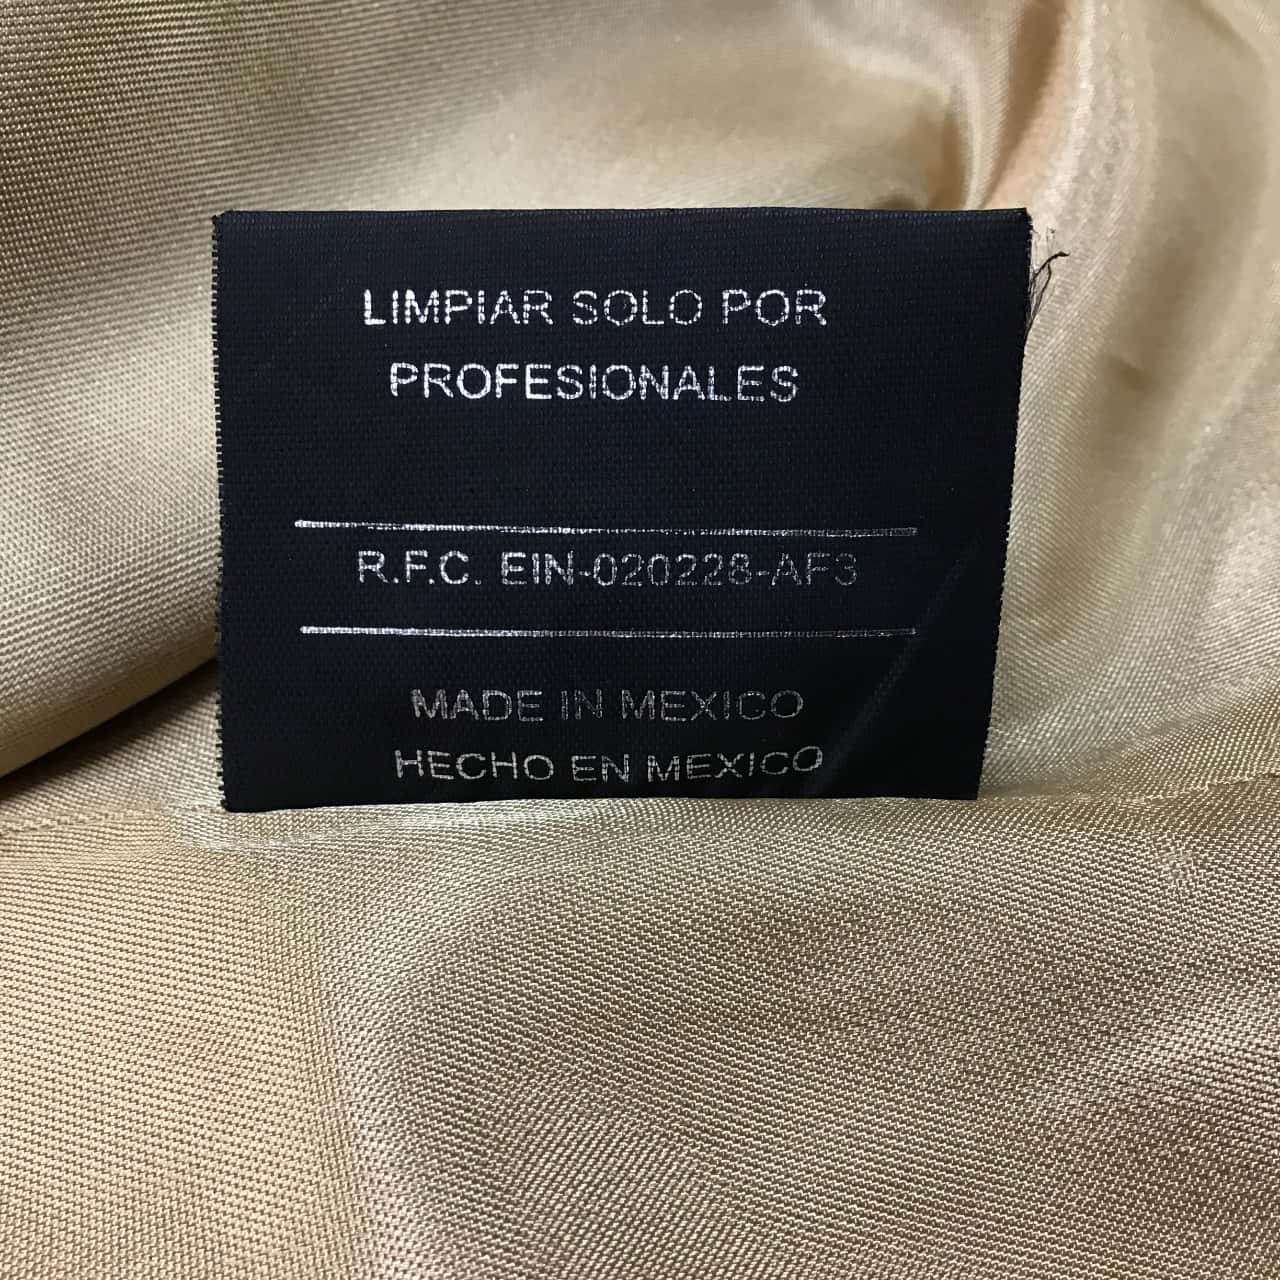 LIMPIAR SOLO POR
PROFESIONALES
R.F.C. EIN-020228-AF3
MADE IN MEXICO
HECHO EN MEXICO